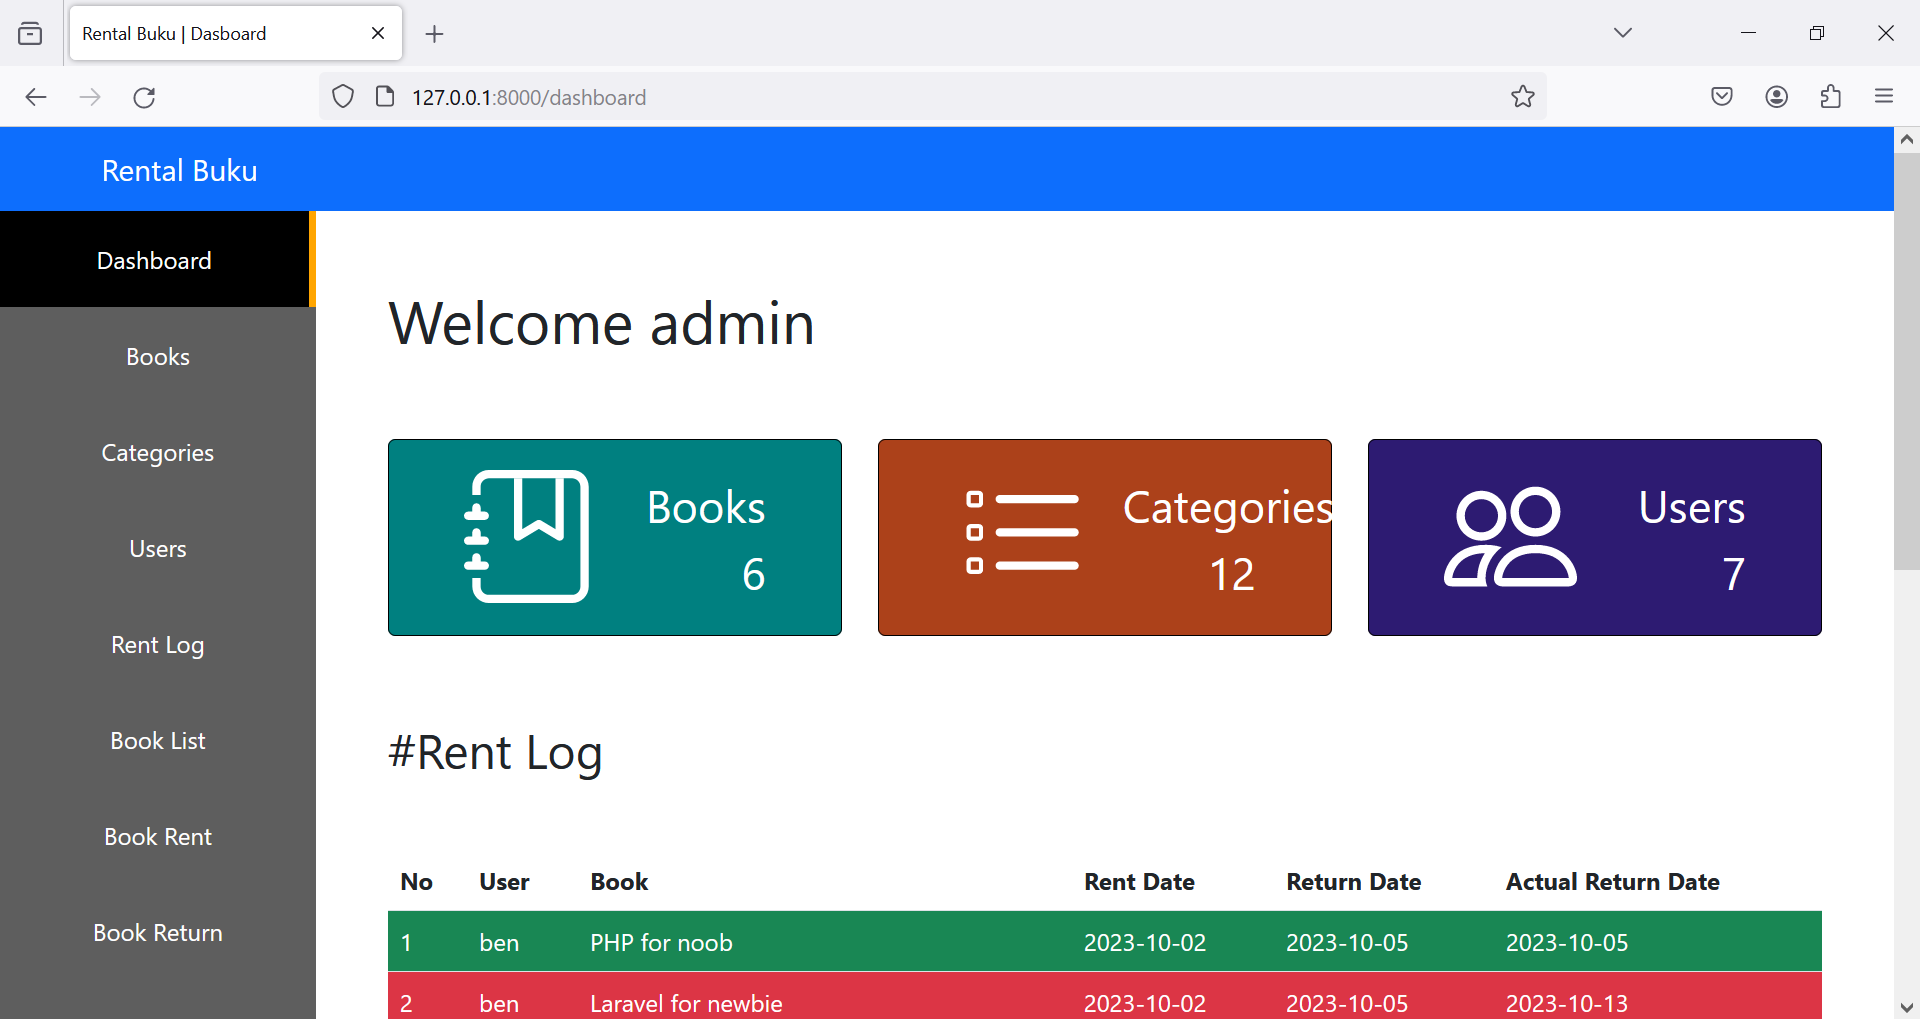 Rental Buku | Dasboard
127.0.0.1:8000/dashboard
Rental Buku
Dashboard
Books
Categories
Users
Rent Log
Book List
Book Rent
Book Return
Welcome admin
Books
6
Categories
12
Users
7
#Rent Log
No User Book Rent Date Return Date Actual Return Date
1 ben PHP for noob 2023-10-02 2023-10-05 2023-10-05
2 ben Laravel for newbie 2023-10-02 2023-10-05 2023-10-13